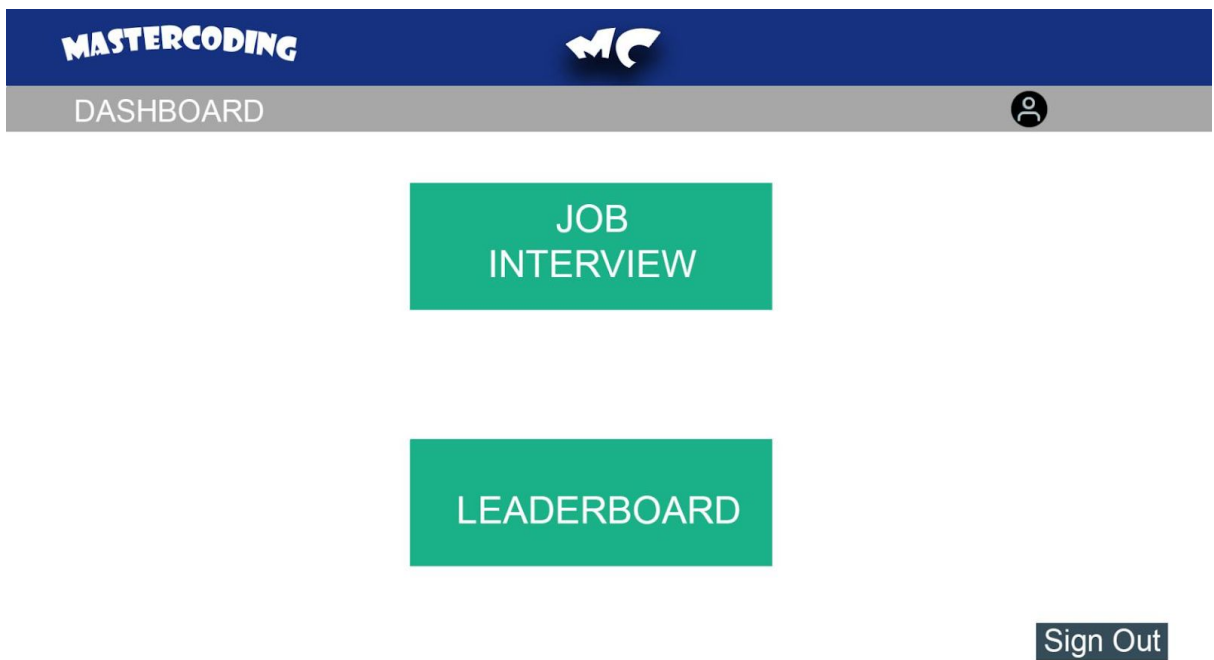 MASTERCODING
MC
DASHBOARD
JOB
INTERVIEW
LEADERBOARD
Sign Out